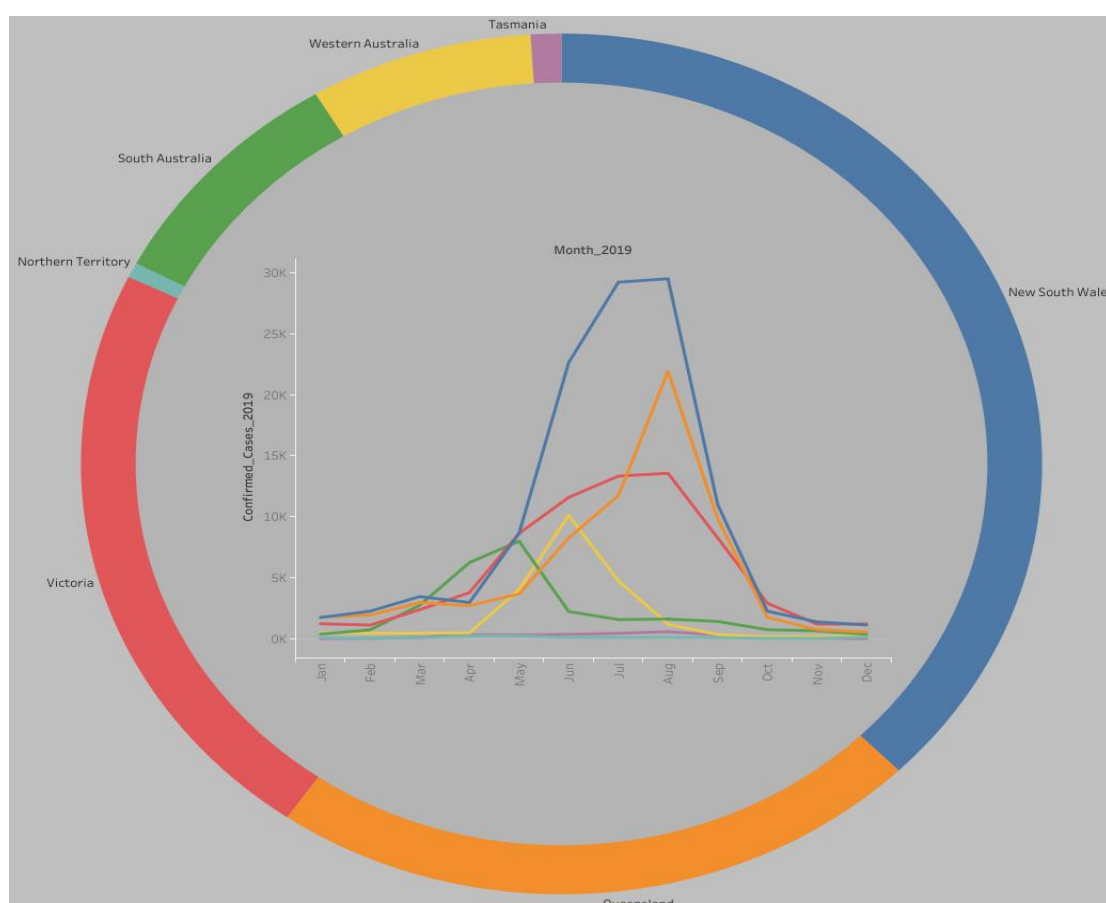 Tasmania
Western Australia
South Australia
Northern Territory
New South Wale
Victoria
Queensland
Month_2019
Confirmed_Cases_2019
30K
25K
20K
15K
10K
5K
0K
Jan
Feb
Mar
Apr
May
Jun
Jul
Aug
Sep
Oct
Nov
Dec